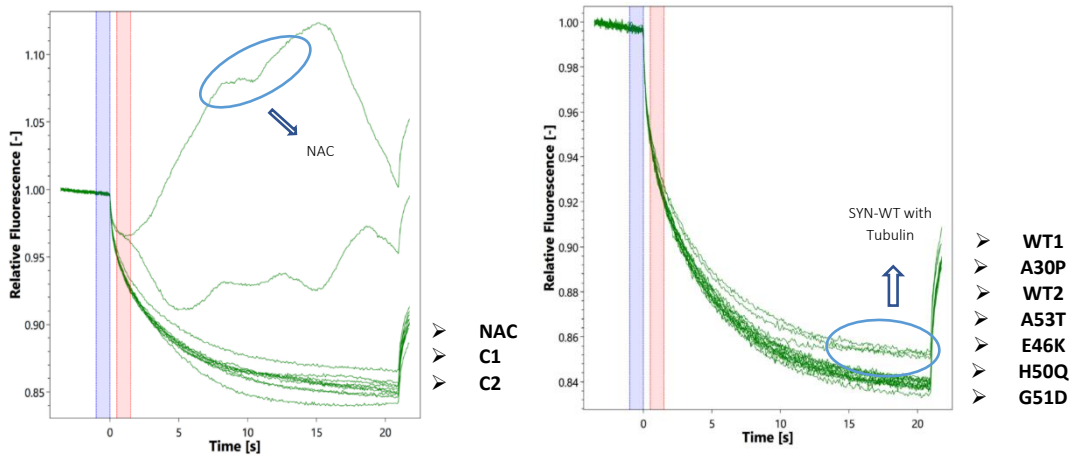 Relative Fluorescence [-]
1.10
1.05
1.00
0.95
0.90
0.85
NAC
0
5
10
15
20
Time [s]
➢ NAC
➢ C1
➢ C2
Relative Fluorescence [-]
1.00
0.98
0.96
0.94
0.92
0.90
0.88
0.86
0.84
SYN-WT with
Tubulin
0
5
10
15
20
Time [s]
➢ WT1
➢ A30P
➢ WT2
➢ A53T
➢ E46K
➢ H50Q
➢ G51D